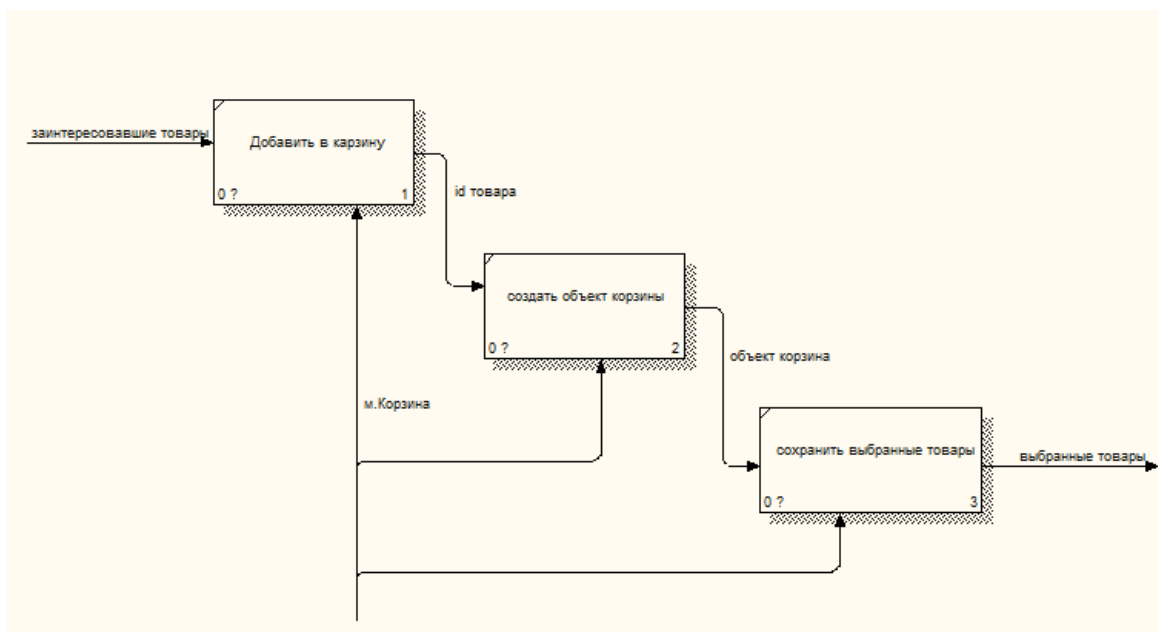 заинтересовавшие товары
Добавить в карзину
0 ?
1
id товара
создать объект корзины
0 ?
2
объект корзина
м.Корзина
сохранить выбранные товары
выбранные товары
0 ?
3